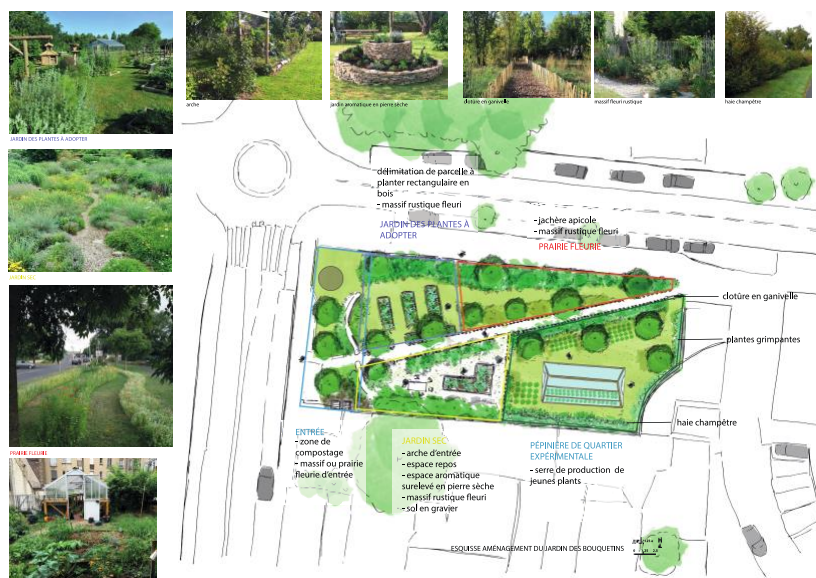 arche
jardin aromatique en pierre sèche
cloture en ganivelle
massif fleuri rustique
haie champêtre
JARDIN DES PLANTES À ADOPTER
JARDIN SEC
PRAIRIE FLEURIE
délimitation de parcelle à
planter rectangulaire en
bois
- massif rustique fleuri
JARDIN DES PLANTES À
ADOPTER
- jachère apicole
- massif rustique fleuri
PRAIRIE FLEURIE
clotûre en ganivelle
plantes grimpantes
haie champêtre
ENTRÉE
- zone de
compostage
- massif ou prairie
fleurie d'entrée
JARDIN SEC
- arche d'entrée
- espace repos
- espace aromatique
surelevé en pierre sèche
- massif rustique fleuri
- sol en gravier
PÉPINIÈRE DE QUARTIER
EXPÉRIMENTALE
- serre de production de
jeunes plants
ESQUISSE AMÉNAGEMENT DU JARDIN DES BOUQUETINS